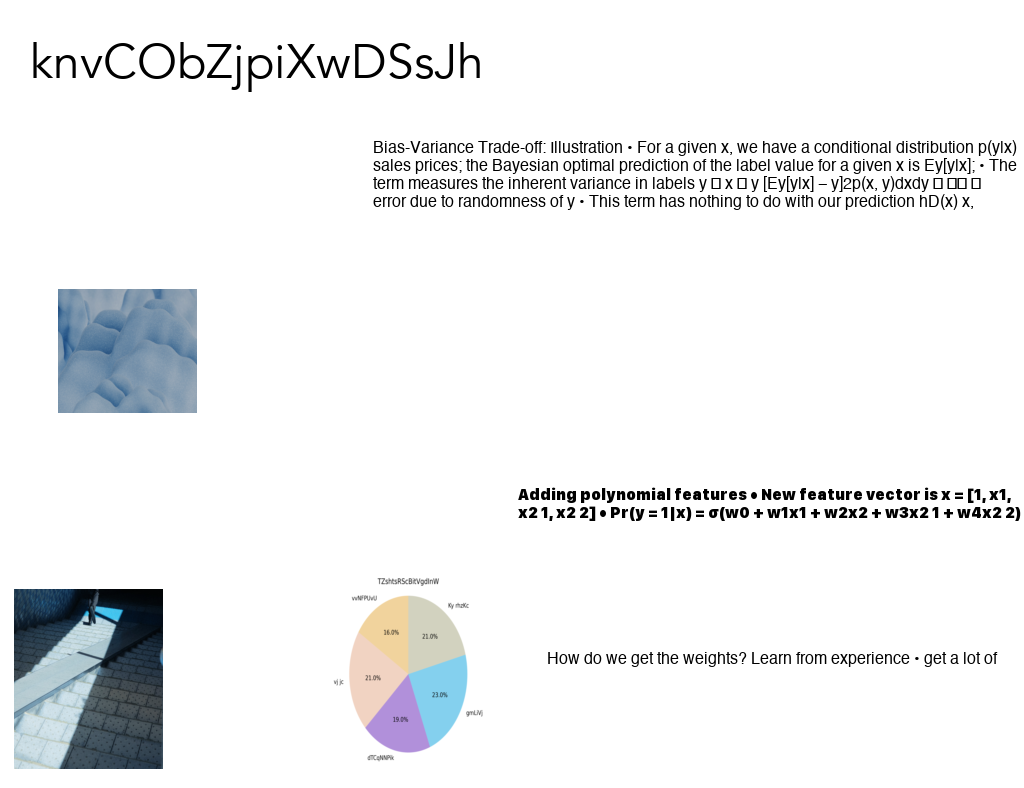 knvCObZjpiXwDSsJh
Bias-Variance Trade-off: Illustration • For a given x, we have a conditional distribution p(y|x)
sales prices; the Bayesian optimal prediction of the label value for a given x is Ey[y|x]; • The
term measures the inherent variance in labels y □ x □ y [Ey[y|x] – y]2p(x, y)dxdy □ □□ □
error due to randomness of y • This term has nothing to do with our prediction hD(x) x,
Adding polynomial features • New feature vector is x = [1, x1,
x2 1, x2 2] • Pr(y = 1|x) = σ(w0 + w1x1 + w2x2 + w3x2 1 + w4x2 2)
TZshtsRScBitVgdInW
vvNFPUvU
Ky rhzKc
16.0%
21.0%
vj jc
21.0%
23.0%
gmLiVj
19.0%
dTCqNNPik
How do we get the weights? Learn from experience • get a lot of